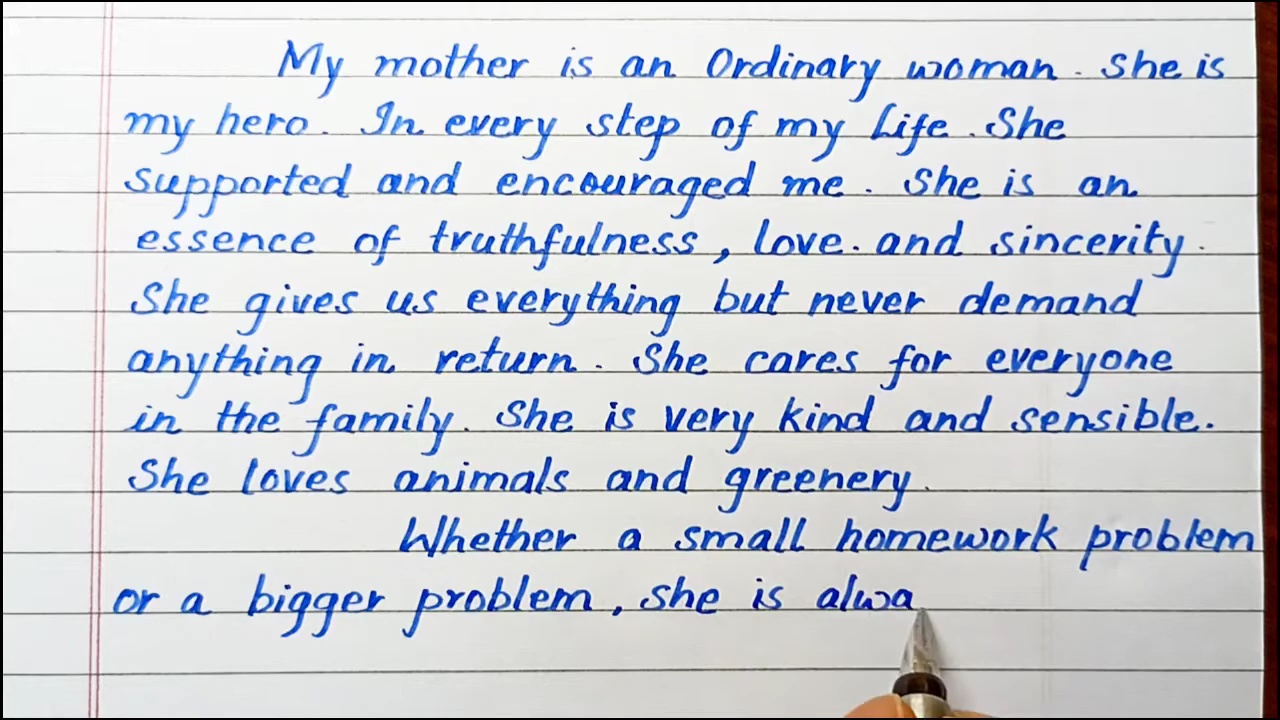 My mother is an Ordinary woman. She is
my hero. In every step of my Life. She
supported and encouraged me. She is an
essence of truthfulness, love. and sincerity.
She gives us everything but never demand
anything in return. She cares for everyone
in the family. She is very kind and sensible.
She loves animals and greenery.
Whether a small homework problem
or a bigger problem, she is alwa